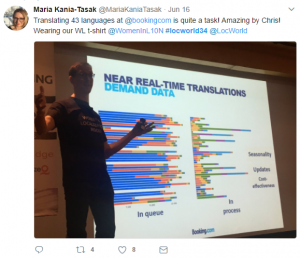 Maria Kania-Tasak @MariaKaniaTasak · Jun 16
Translating 43 languages at @bookingcom is quite a task! Amazing by Chris!
Wearing our WL t-shirt @WomenInL10N #locworld34 @LocWorld
NEAR REAL-TIME TRANSLATIONS
DEMAND DATA
Seasonality
Updates
Cost-effectiveness
In queue
In process
Booking.com
4
8